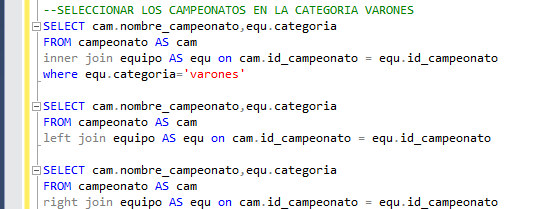 --SELECCIONAR LOS CAMPEONATOS EN LA CATEGORIA VARONES
SELECT cam.nombre_campeonato,equ.categoria
FROM campeonato AS cam
inner join equipo AS equ on cam.id_campeonato = equ.id_campeonato
where equ.categoria='varones'
SELECT cam.nombre_campeonato,equ.categoria
FROM campeonato AS cam
left join equipo AS equ on cam.id_campeonato = equ.id_campeonato
SELECT cam.nombre_campeonato,equ.categoria
FROM campeonato AS cam
right join equipo AS equ on cam.id_campeonato = equ.id_campeonato